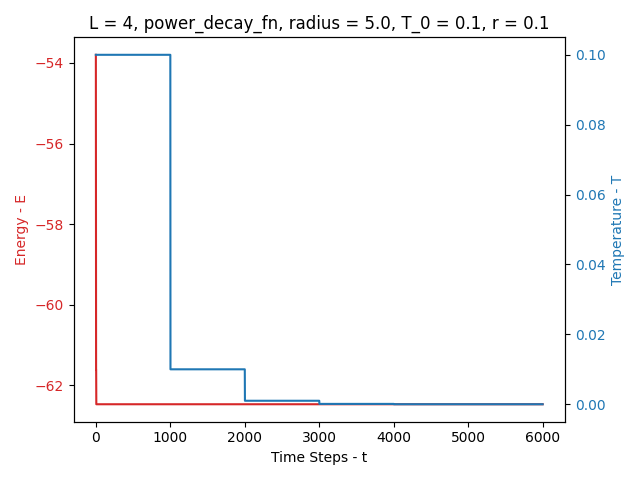 L = 4, power_decay_fn, radius = 5.0, T_0 = 0.1, r = 0.1
−54
−56
−58
−60
−62
Energy - E
0.10
0.08
0.06
0.04
0.02
0.00
Temperature - T
0 1000 2000 3000 4000 5000 6000
Time Steps - t